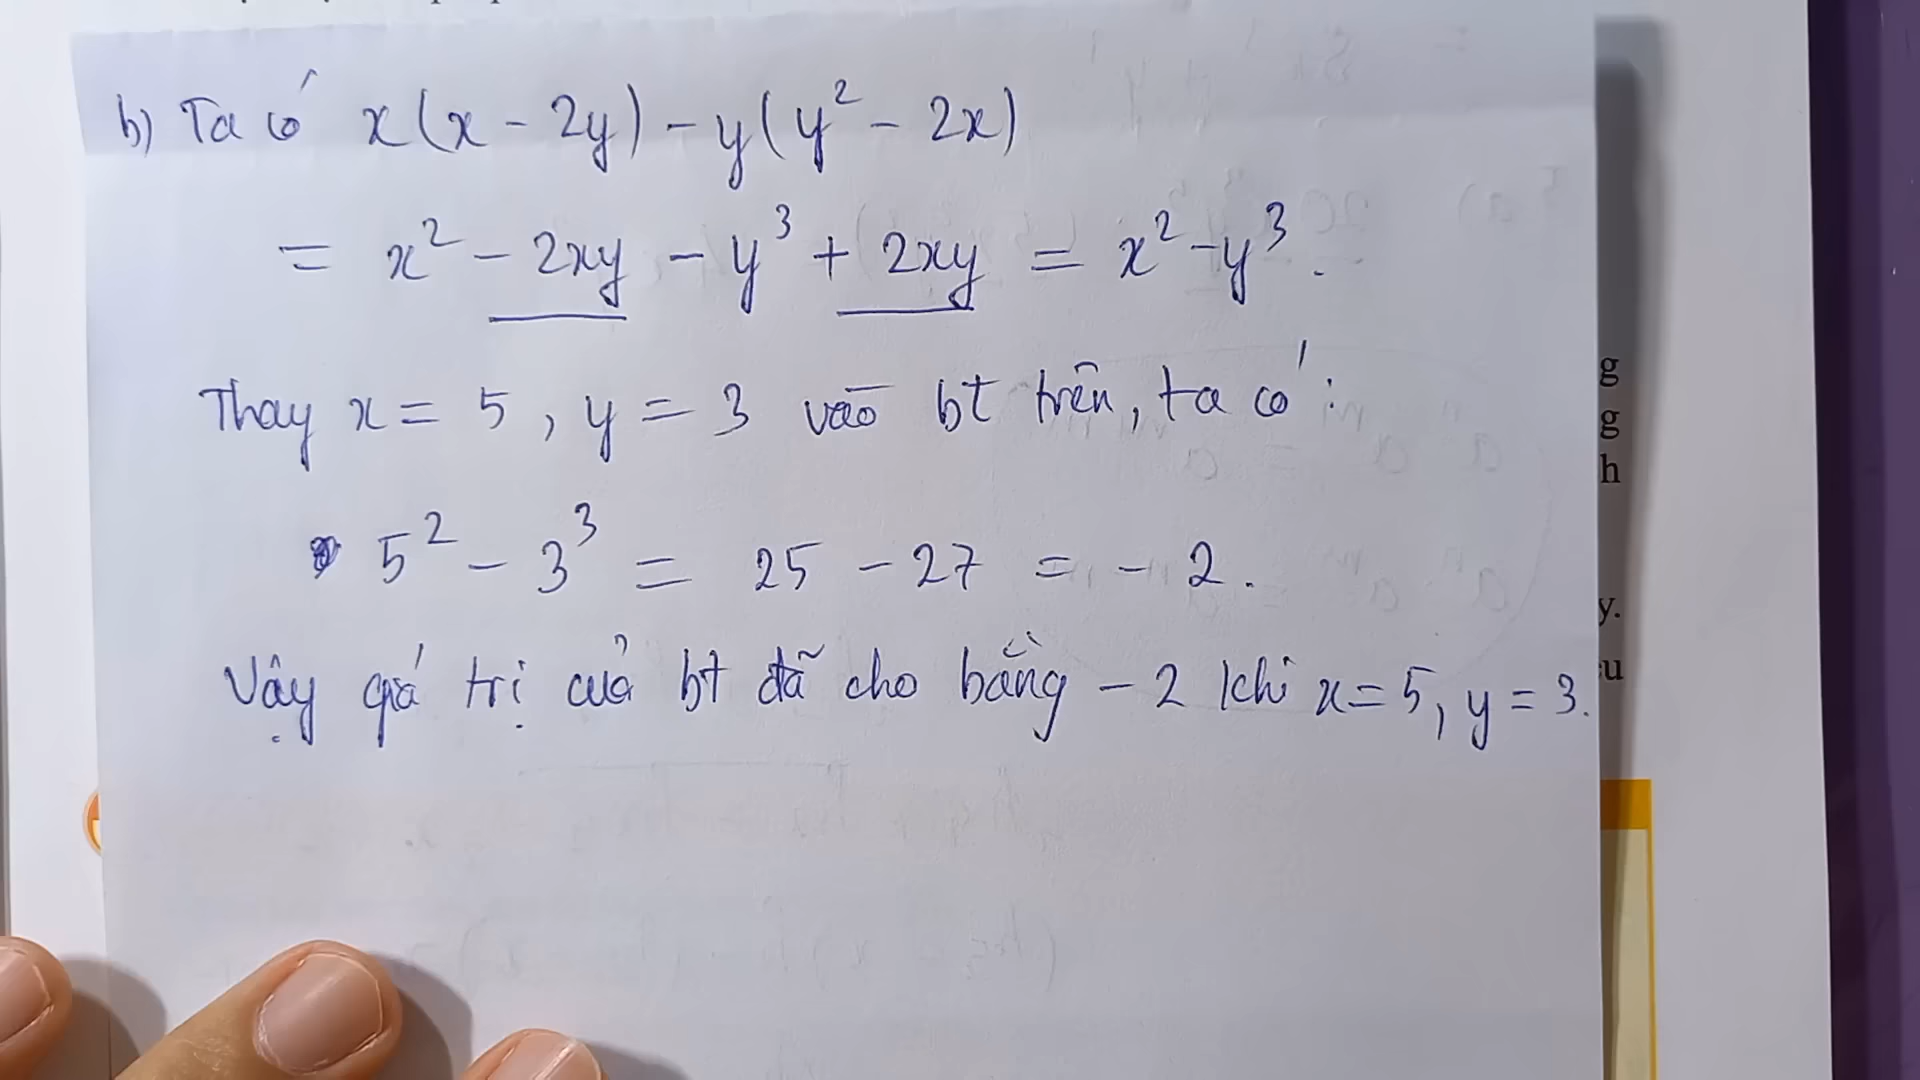 b) Ta có x(x - 2y) - y(y² - 2x)
= x² - 2xy - y³ + 2xy = x² - y³.
Thay x = 5, y = 3 vào bt trên, ta có:
5² - 3³ = 25 - 27 = - 2.
Vậy giá trị của bt đã cho bằng - 2 khi x = 5, y = 3.
g
g
h
y.
u